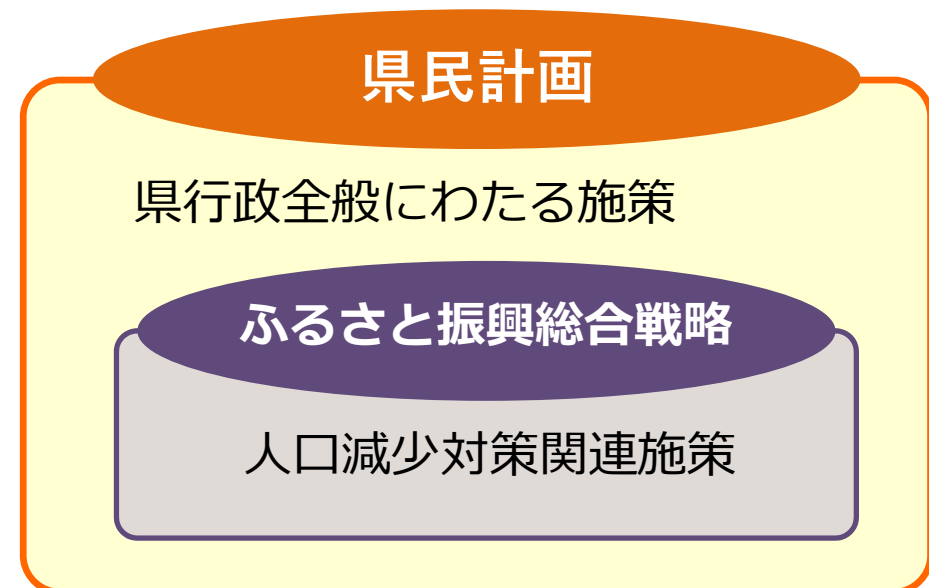 県民計画
県行政全般にわたる施策
ふるさと振興総合戦略
人口減少対策関連施策